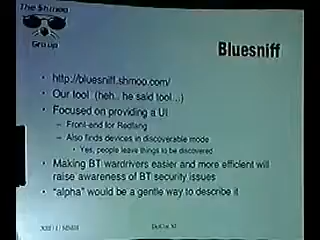 The Shmoo
Group
Bluesniff
• http://bluesniff.shmoo.com/
• Our tool (heh.. he said tool...)
• Focused on providing a UI
– Front-end for Redfang
– Also finds devices in discoverable mode
• Yes, people leave things to be discovered
• Making BT wardrivers easier and more efficient will
raise awareness of BT security issues
• "alpha" would be a gentle way to describe it